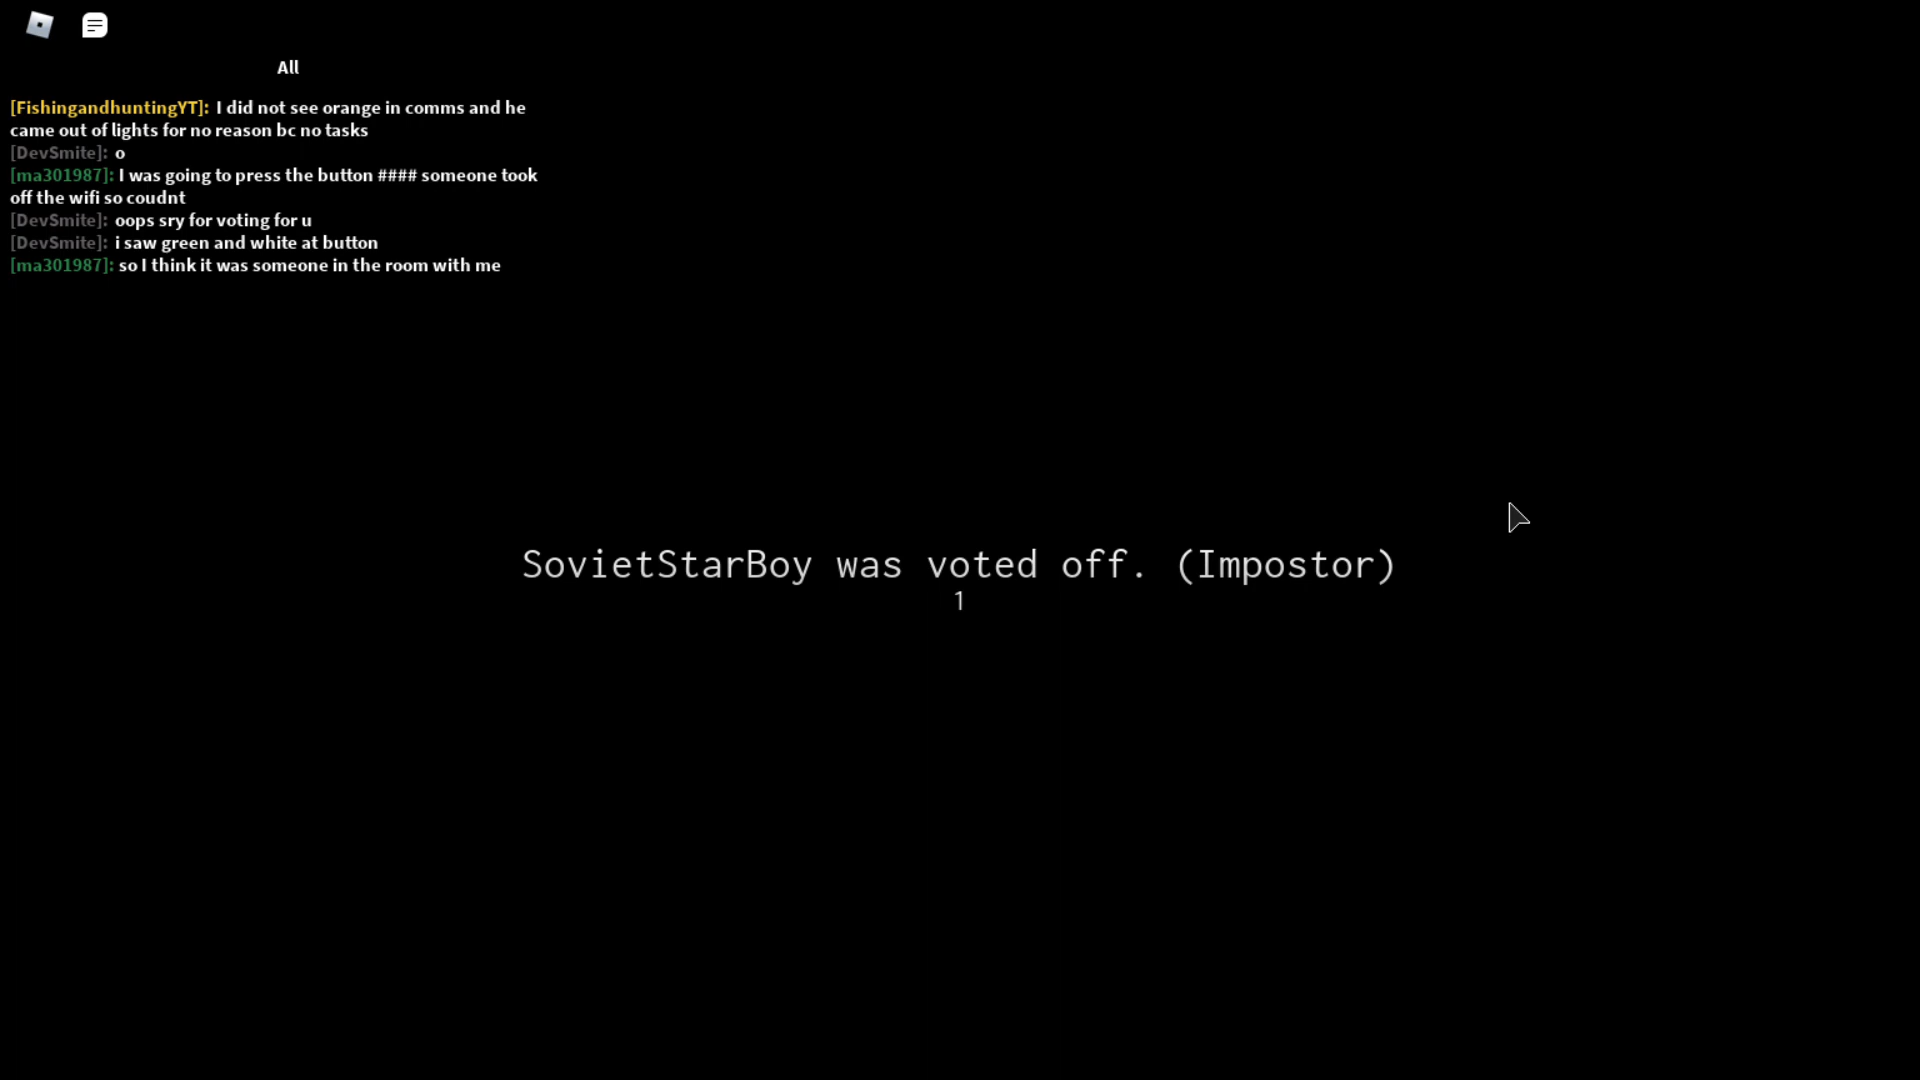 All
[FishingandhuntingYT]: I did not see orange in comms and he
came out of lights for no reason bc no tasks
[DevSmite]: o
[ma301987]: I was going to press the button #### someone took
off the wifi so coudnt
[DevSmite]: oops sry for voting for u
[DevSmite]: i saw green and white at button
[ma301987]: so I think it was someone in the room with me
SovietStarBoy was voted off. (Impostor)
1